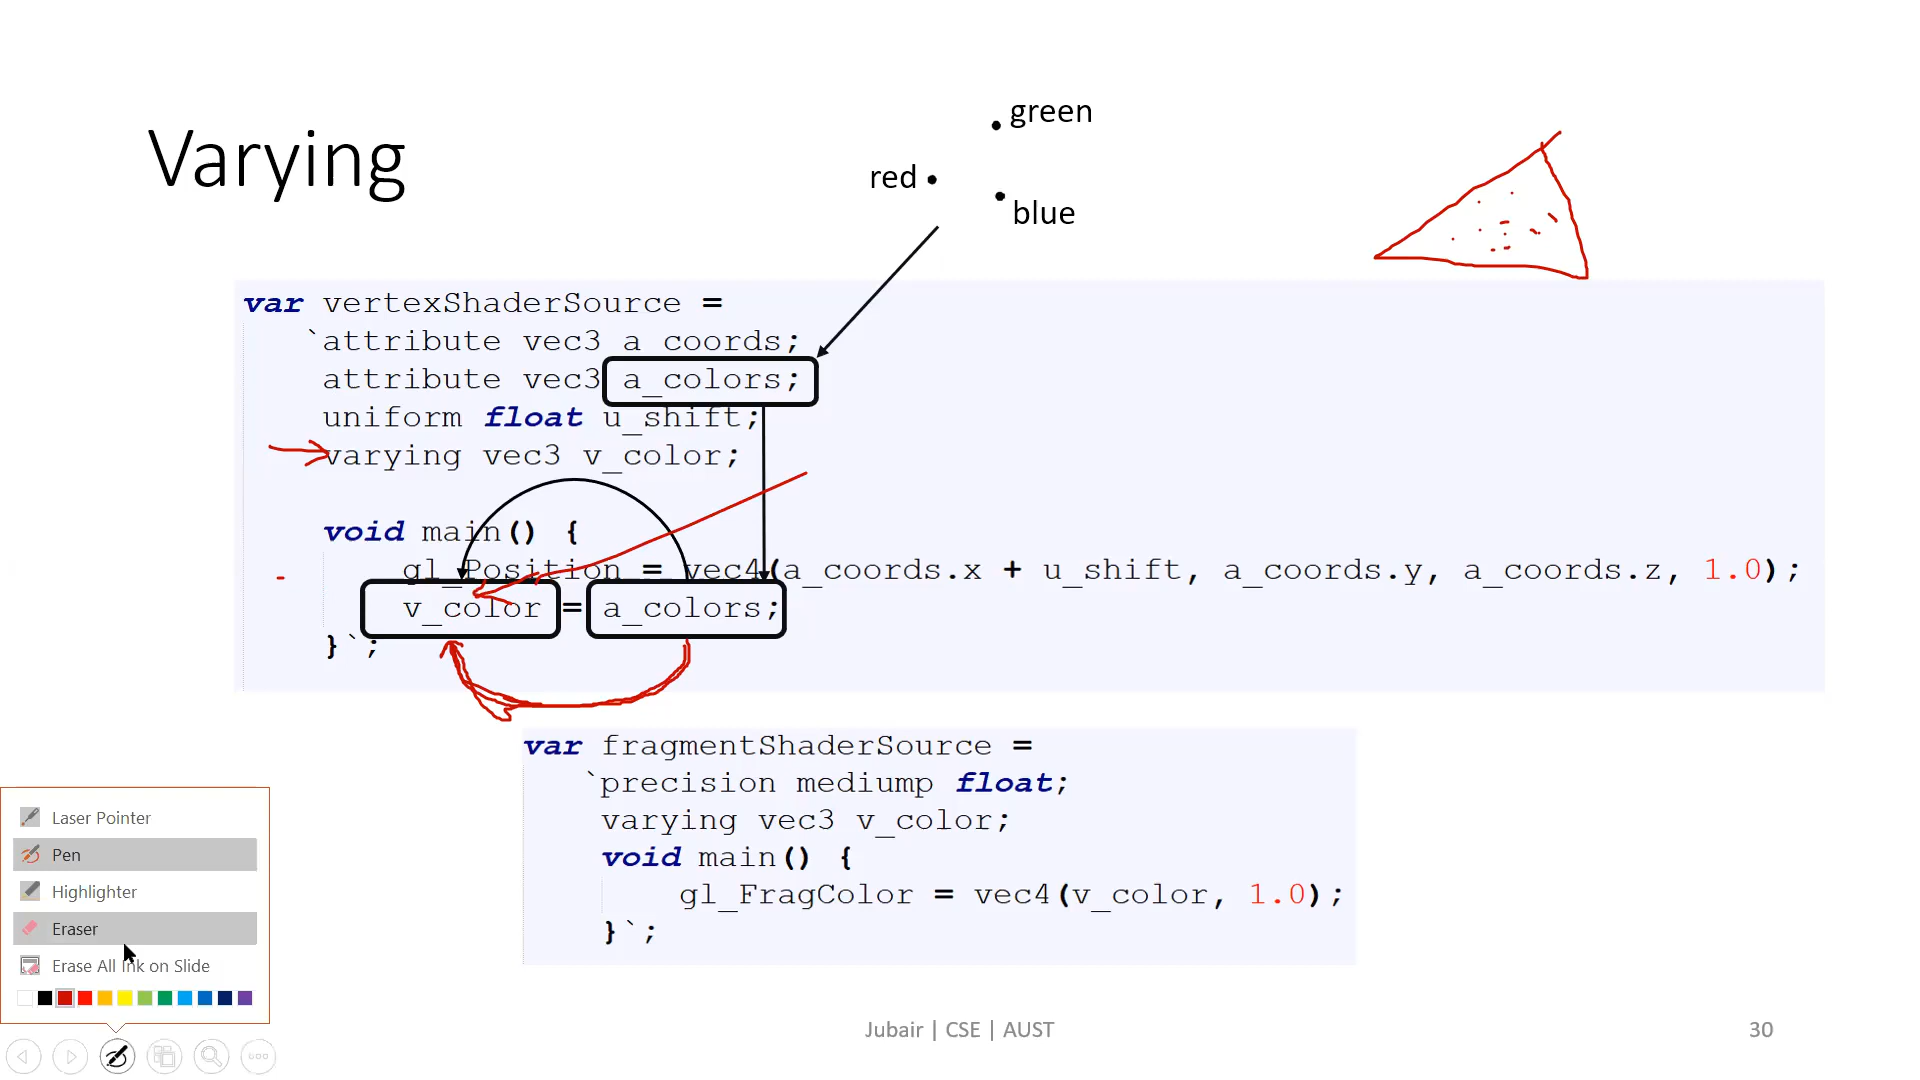 Varying
green
red
blue
var vertexShaderSource =
`attribute vec3 a_coords;
attribute vec3 a_colors;
uniform float u_shift;
varying vec3 v_color;
void main() {
gl_Position = vec4(a_coords.x + u_shift, a_coords.y, a_coords.z, 1.0);
v_color = a_colors;
}`;
var fragmentShaderSource =
`precision mediump float;
varying vec3 v_color;
void main() {
gl_FragColor = vec4(v_color, 1.0);
}`;
Laser Pointer
Pen
Highlighter
Eraser
Erase All Ink on Slide
Jubair | CSE | AUST
30